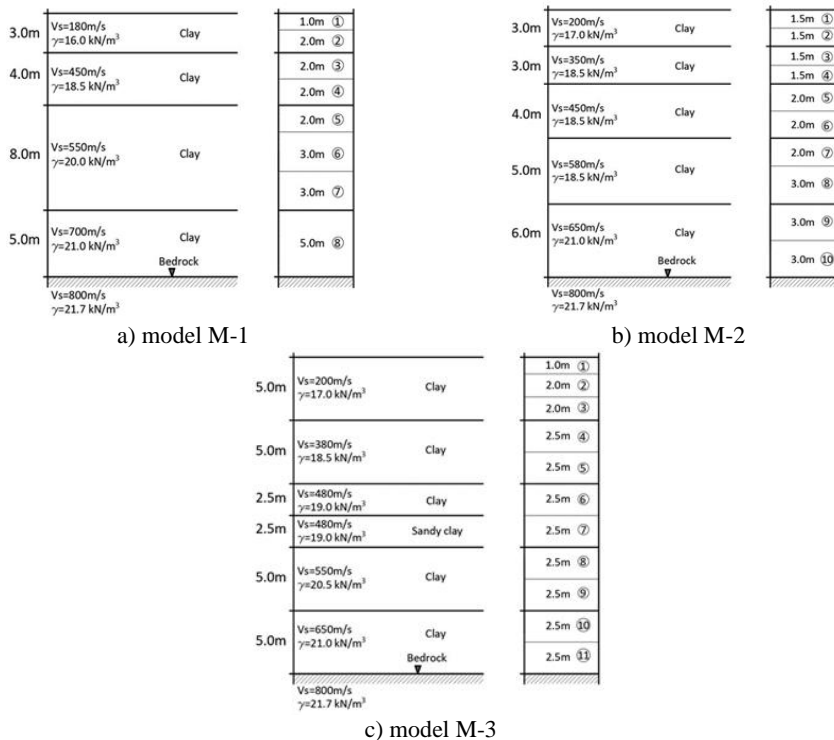 3.0m Vs=180m/s
γ=16.0 kN/m³ Clay
4.0m Vs=450m/s
γ=18.5 kN/m³ Clay
8.0m Vs=550m/s
γ=20.0 kN/m³ Clay
5.0m Vs=700m/s
γ=21.0 kN/m³ Clay
Bedrock
Vs=800m/s
γ=21.7 kN/m³
1.0m ①
2.0m ②
2.0m ③
2.0m ④
2.0m ⑤
3.0m ⑥
3.0m ⑦
5.0m ⑧
a) model M-1
3.0m Vs=200m/s
γ=17.0 kN/m³ Clay
3.0m Vs=350m/s
γ=18.5 kN/m³ Clay
4.0m Vs=450m/s
γ=18.5 kN/m³ Clay
5.0m Vs=580m/s
γ=18.5 kN/m³ Clay
6.0m Vs=650m/s
γ=21.0 kN/m³ Clay
Bedrock
Vs=800m/s
γ=21.7 kN/m³
1.5m ①
1.5m ②
1.5m ③
1.5m ④
2.0m ⑤
2.0m ⑥
2.0m ⑦
3.0m ⑧
3.0m ⑨
3.0m ⑩
b) model M-2
5.0m Vs=200m/s
γ=17.0 kN/m³ Clay
5.0m Vs=380m/s
γ=18.5 kN/m³ Clay
2.5m Vs=480m/s
γ=19.0 kN/m³ Clay
2.5m Vs=480m/s
γ=19.0 kN/m³ Sandy clay
5.0m Vs=550m/s
γ=20.5 kN/m³ Clay
5.0m Vs=650m/s
γ=21.0 kN/m³ Clay
Bedrock
Vs=800m/s
γ=21.7 kN/m³
1.0m ①
2.0m ②
2.0m ③
2.5m ④
2.5m ⑤
2.5m ⑥
2.5m ⑦
2.5m ⑧
2.5m ⑨
2.5m ⑩
2.5m ⑪
c) model M-3